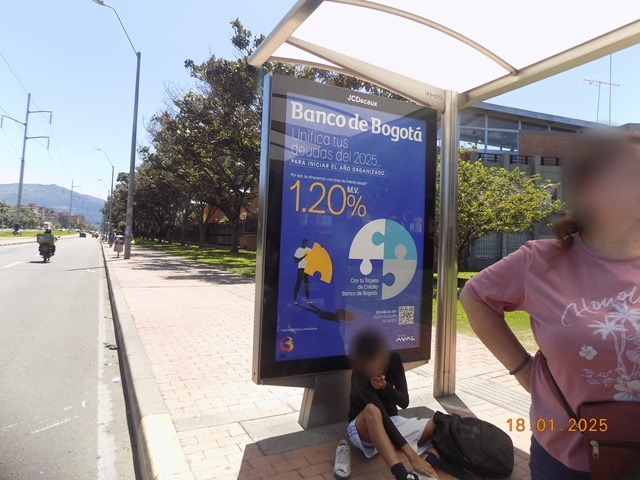 JCDecaux
Banco de Bogotá
Unifica tus
deudas del 2025
PARA INICIAR EL AÑO ORGANIZADO
1.20%
M.V.
Con tu Tarjeta
de Crédito
Banco de Bogotá.
AVAL
Honol
18.01.2025